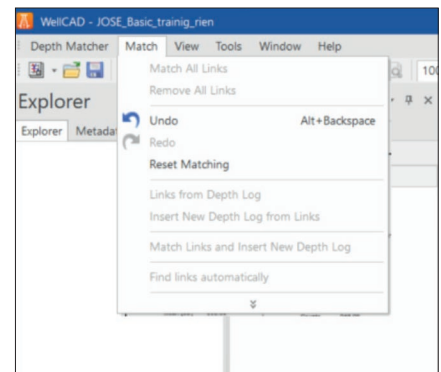 WellCAD - JOSE_Basic_trainig_rien
Depth Matcher Match View Tools Window Help
Match All Links
100
Remove All Links
Explorer
Undo Alt+Backspace
Explorer Metada
Redo
Reset Matching
Links from Depth Log
Insert New Depth Log from Links
Match Links and Insert New Depth Log
Find links automatically